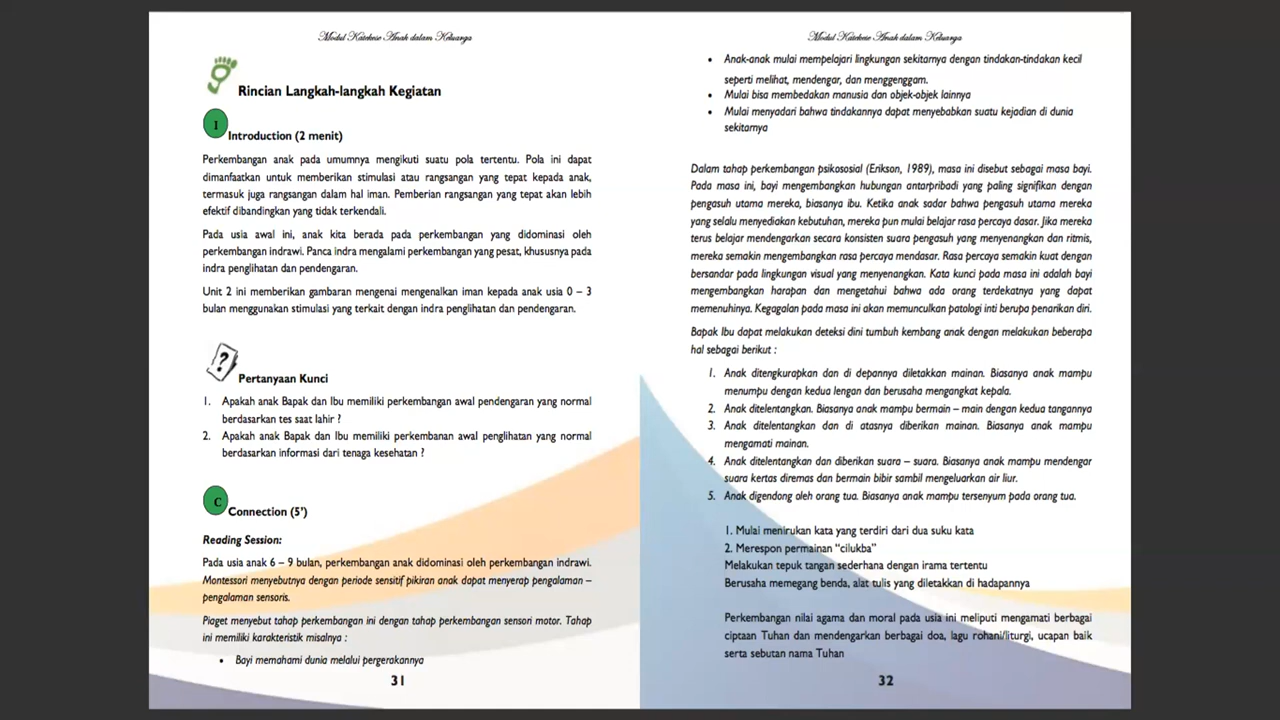 Modul Katekese Anak dalam Keluarga
Rincian Langkah-langkah Kegiatan
I
Introduction (2 menit)
Perkembangan anak pada umumnya mengikuti suatu pola tertentu. Pola ini dapat
dimanfaatkan untuk memberikan stimulasi atau rangsangan yang tepat kepada anak,
termasuk juga rangsangan dalam hal iman. Pemberian rangsangan yang tepat akan lebih
efektif dibandingkan yang tidak terkendali.
Pada usia awal ini, anak kita berada pada perkembangan yang didominasi oleh
perkembangan indrawi. Panca indra mengalami perkembangan yang pesat, khususnya pada
indra penglihatan dan pendengaran.
Unit 2 ini memberikan gambaran mengenai mengenalkan iman kepada anak usia 0 – 3
bulan menggunakan stimulasi yang terkait dengan indra penglihatan dan pendengaran.
?
Pertanyaan Kunci
1. Apakah anak Bapak dan Ibu memiliki perkembangan awal pendengaran yang normal
berdasarkan tes saat lahir ?
2. Apakah anak Bapak dan Ibu memiliki perkembanan awal penglihatan yang normal
berdasarkan informasi dari tenaga kesehatan ?
C
Connection (5')
Reading Session:
Pada usia anak 6 – 9 bulan, perkembangan anak didominasi oleh perkembangan indrawi.
Montessori menyebutnya dengan periode sensitif pikiran anak dapat menyerap pengalaman –
pengalaman sensoris.
Piaget menyebut tahap perkembangan ini dengan tahap perkembangan sensori motor. Tahap
ini memiliki karakteristik misalnya :
• Bayi memahami dunia melalui pergerakannya
31
Modul Katekese Anak dalam Keluarga
• Anak-anak mulai mempelajari lingkungan sekitarnya dengan tindakan-tindakan kecil
seperti melihat, mendengar, dan menggenggam.
• Mulai bisa membedakan manusia dan objek-objek lainnya
• Mulai menyadari bahwa tindakannya dapat menyebabkan suatu kejadian di dunia
sekitarnya
Dalam tahap perkembangan psikososial (Erikson, 1989), masa ini disebut sebagai masa bayi.
Pada masa ini, bayi mengembangkan hubungan antarpribadi yang paling signifikan dengan
pengasuh utama mereka, biasanya ibu. Ketika anak sadar bahwa pengasuh utama mereka
yang selalu menyediakan kebutuhan, mereka pun mulai belajar rasa percaya dasar. Jika mereka
terus belajar mendengarkan secara konsisten suara pengasuh yang menyenangkan dan ritmis,
mereka semakin mengembangkan rasa percaya mendasar. Rasa percaya semakin kuat dengan
bersandar pada lingkungan visual yang menyenangkan. Kata kunci pada masa ini adalah bayi
mengembangkan harapan dan mengetahui bahwa ada orang terdekatnya yang dapat
memenuhinya. Kegagalan pada masa ini akan memunculkan patologi inti berupa penarikan diri.
Bapak Ibu dapat melakukan deteksi dini tumbuh kembang anak dengan melakukan beberapa
hal sebagai berikut :
1. Anak ditengkurapkan dan di depannya diletakkan mainan. Biasanya anak mampu
menumpu dengan kedua lengan dan berusaha mengangkat kepala.
2. Anak ditelentangkan. Biasanya anak mampu bermain – main dengan kedua tangannya
3. Anak ditelentangkan dan di atasnya diberikan mainan. Biasanya anak mampu
mengamati mainan.
4. Anak ditelentangkan dan diberikan suara – suara. Biasanya anak mampu mendengar
suara kertas diremas dan bermain bibir sambil mengeluarkan air liur.
5. Anak digendong oleh orang tua. Biasanya anak mampu tersenyum pada orang tua.
1. Mulai menirukan kata yang terdiri dari dua suku kata
2. Merespon permainan “cilukba”
Melakukan tepuk tangan sederhana dengan irama tertentu
Berusaha memegang benda, alat tulis yang diletakkan di hadapannya
Perkembangan nilai agama dan moral pada usia ini meliputi mengamati berbagai
ciptaan Tuhan dan mendengarkan berbagai doa, lagu rohani/liturgi, ucapan baik
serta sebutan nama Tuhan
32